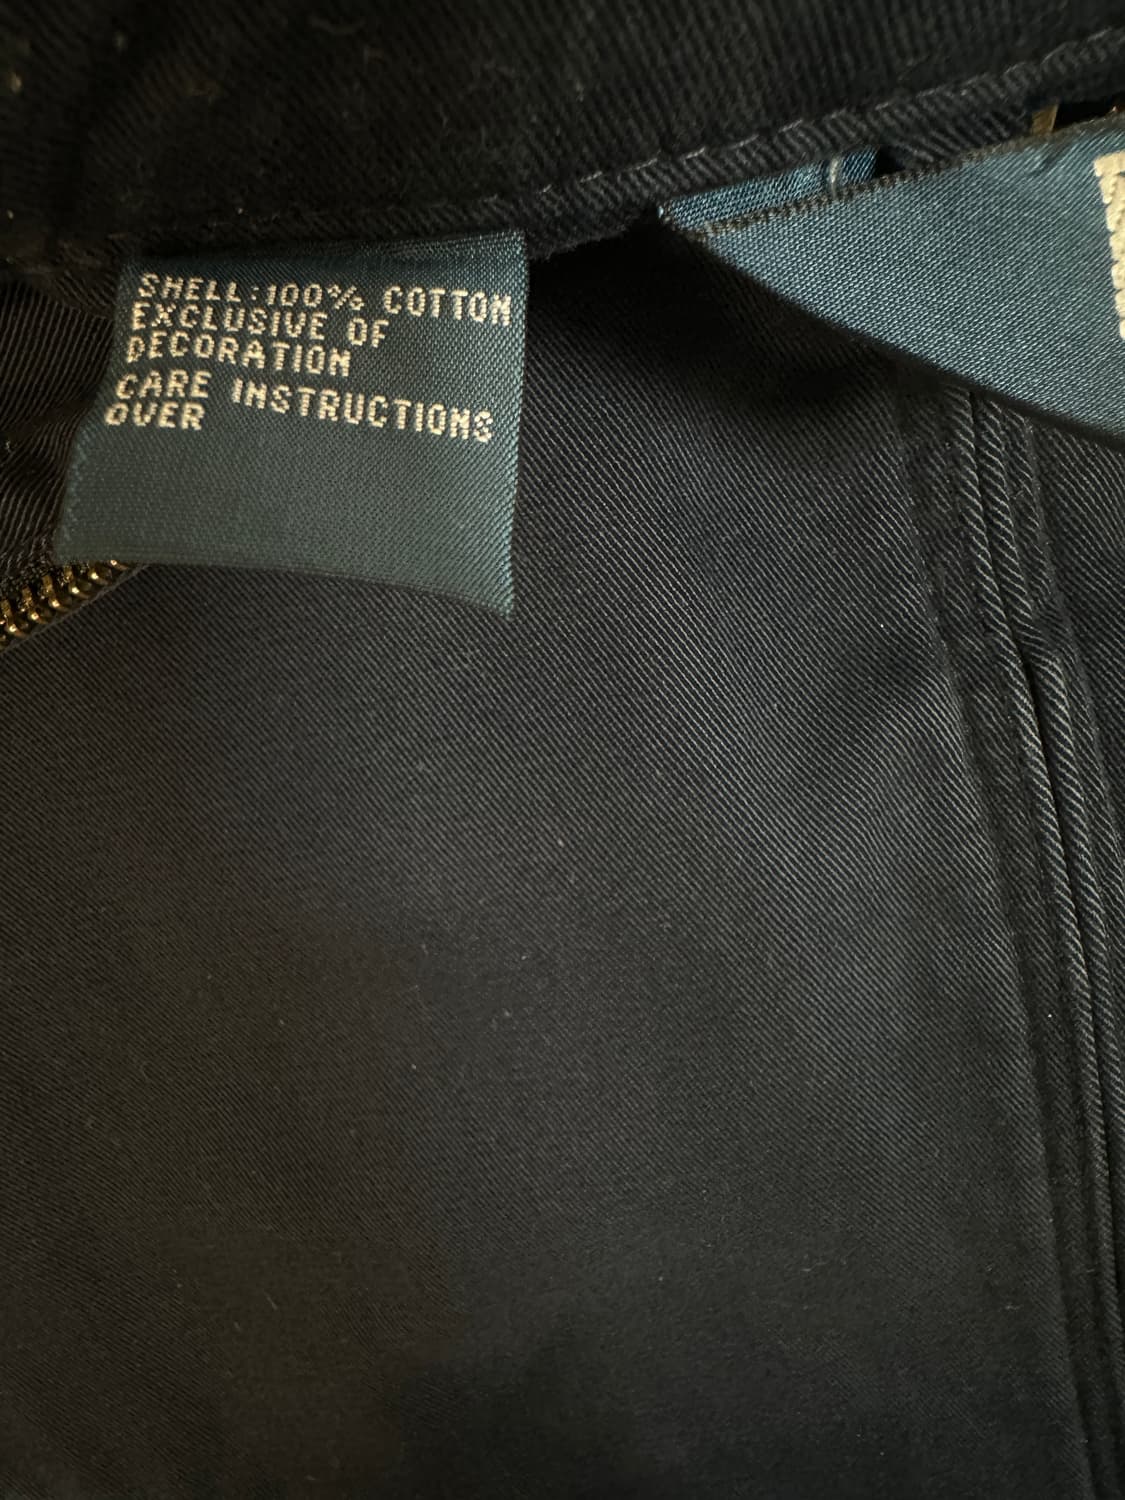 SHELL:100% COTTON
EXCLUSIVE OF
DECORATION
CARE INSTRUCTIONS
OVER